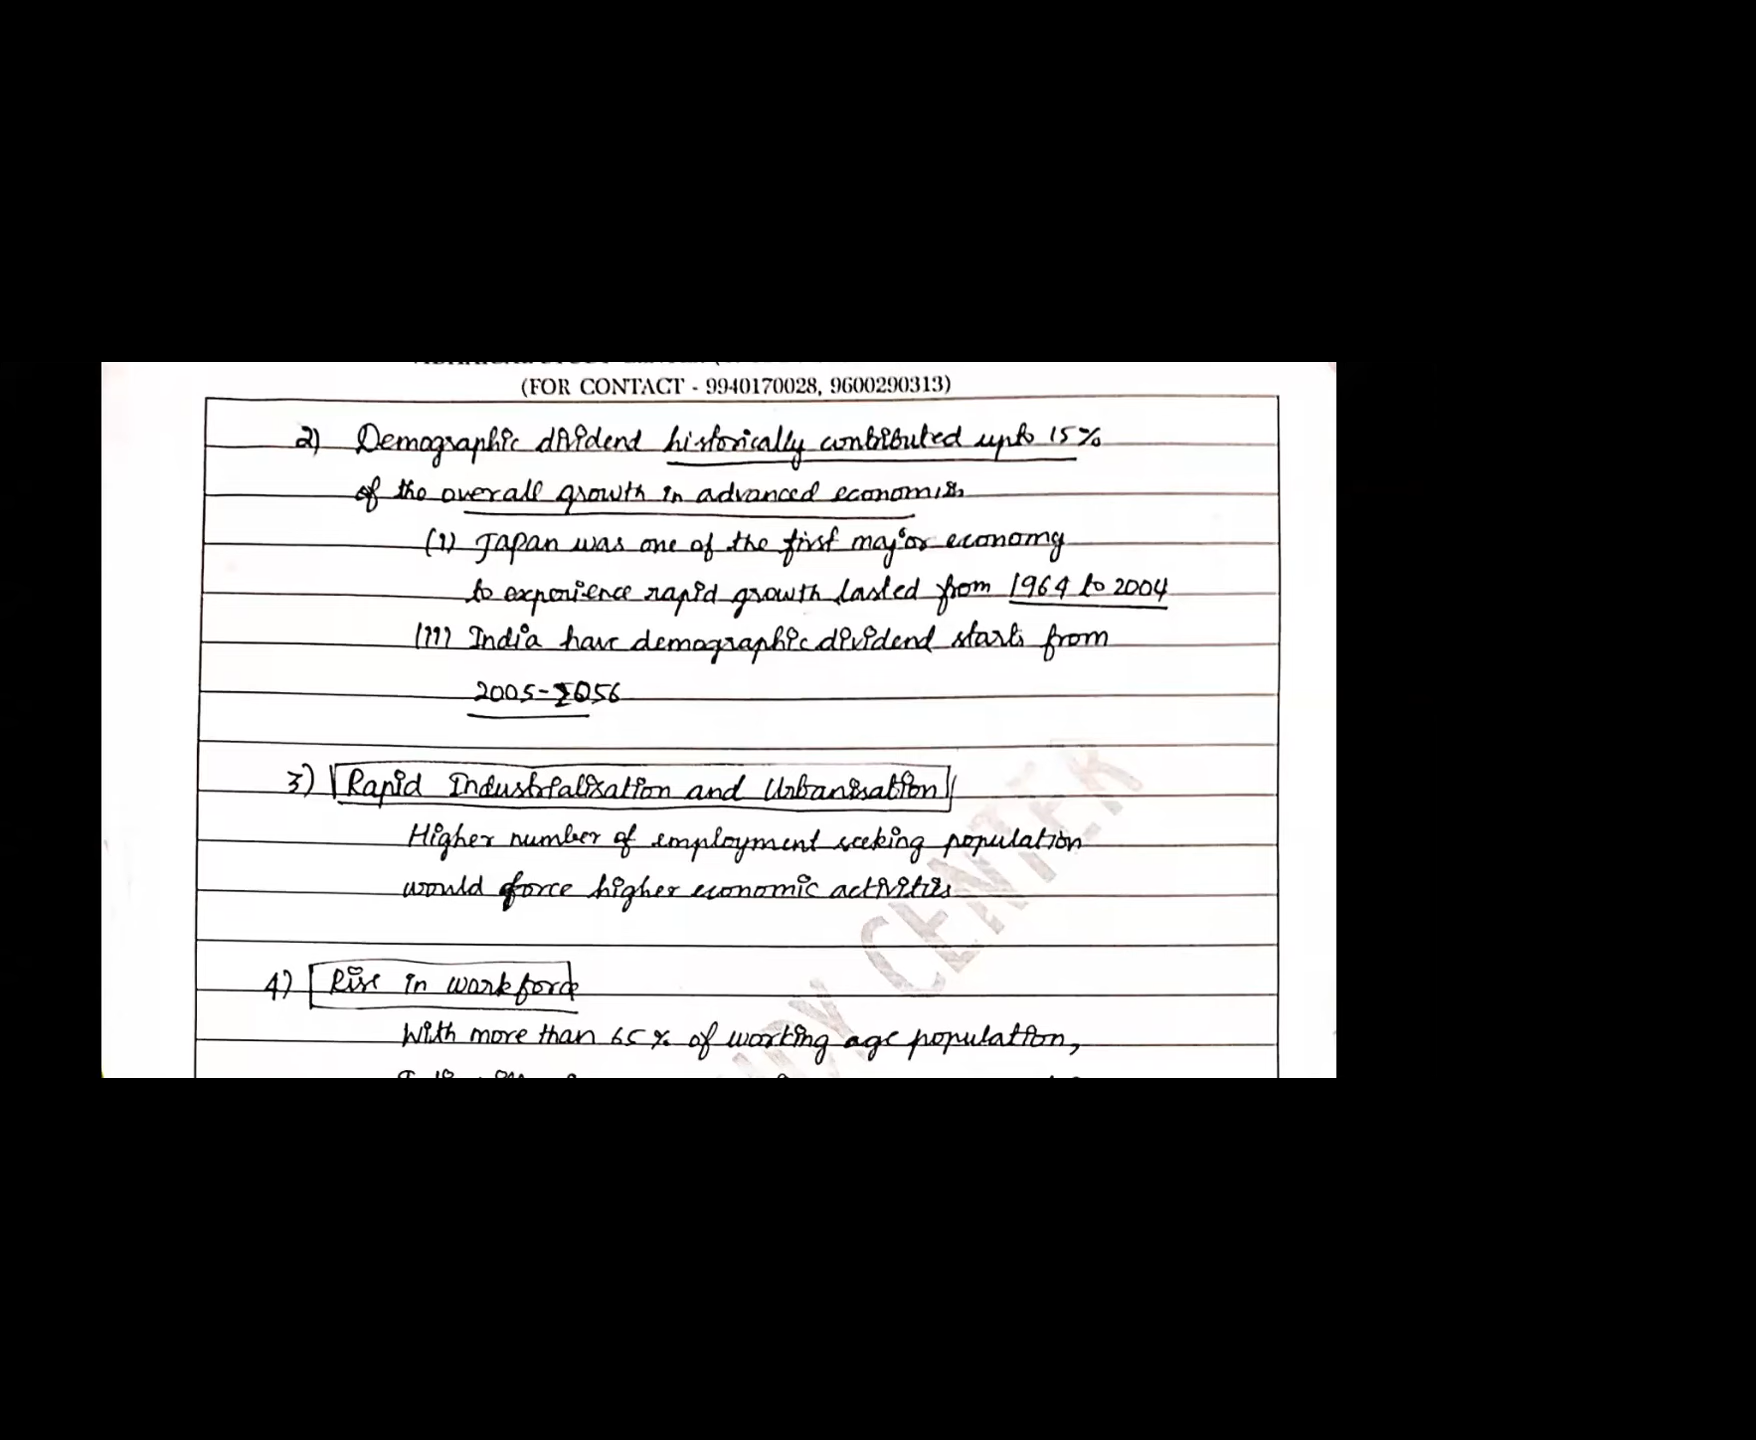 (FOR CONTACT - 9940170028, 9600290313)
2) Demographic dividend historically contributed upto 15%
of the overall growth in advanced economies
(i) Japan was one of the first major economy
to experience rapid growth lasted from 1964 to 2004
(ii) India have demographic dividend starts from
2005-2056
3) Rapid Industrialisation and Urbanisation
Higher number of employment seeking population
would force higher economic activities
4) Rise in workforce
With more than 65% of working age population,
CENTER